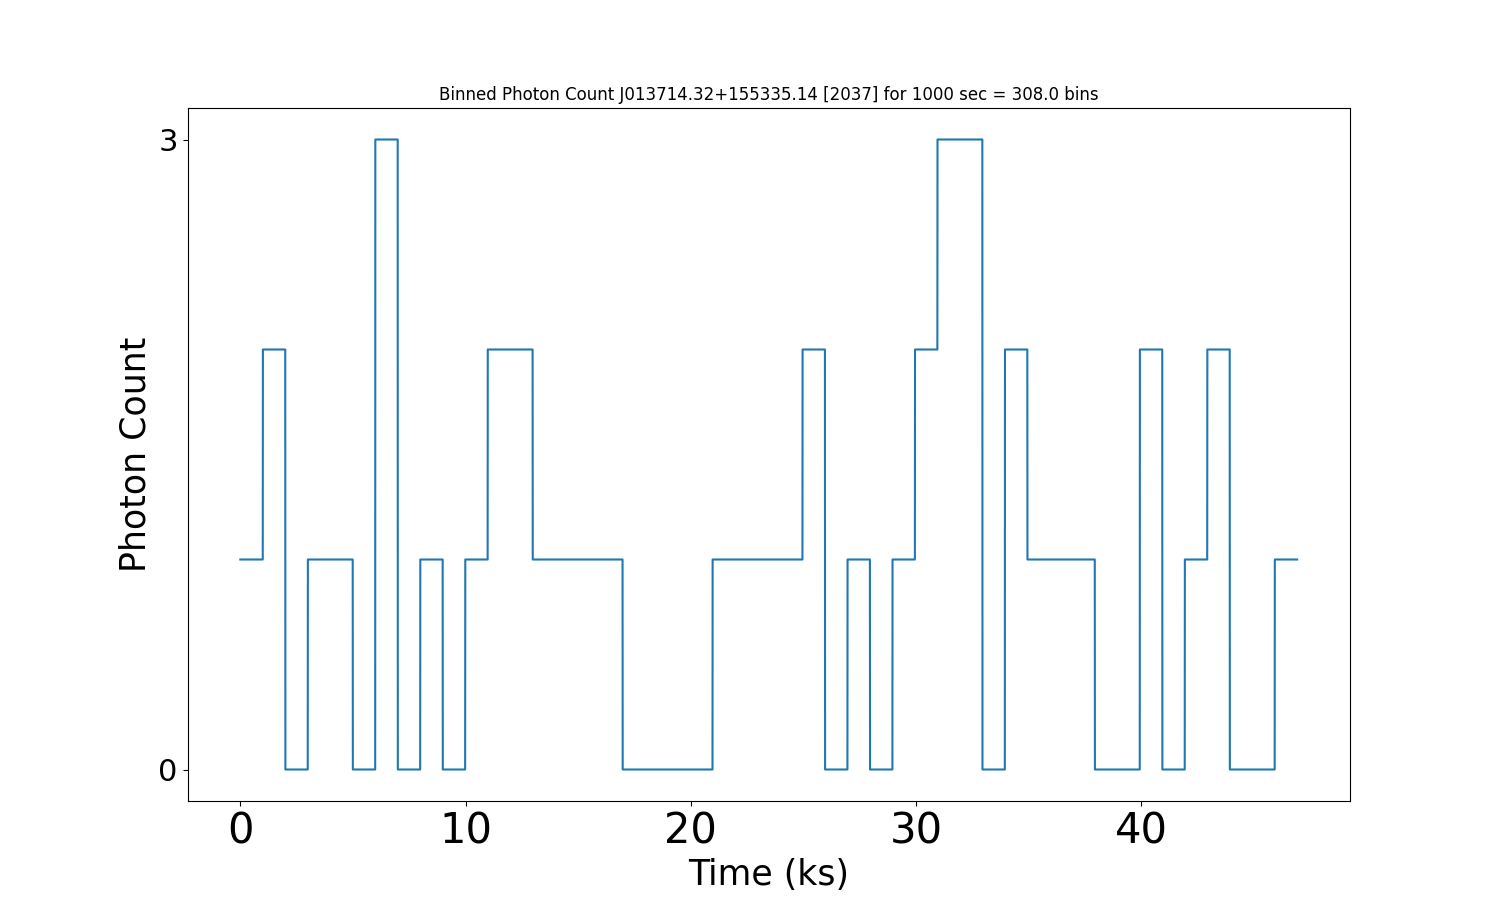 Binned Photon Count J013714.32+155335.14 [2037] for 1000 sec = 308.0 bins
3
Photon Count
0
0 10 20 30 40
Time (ks)